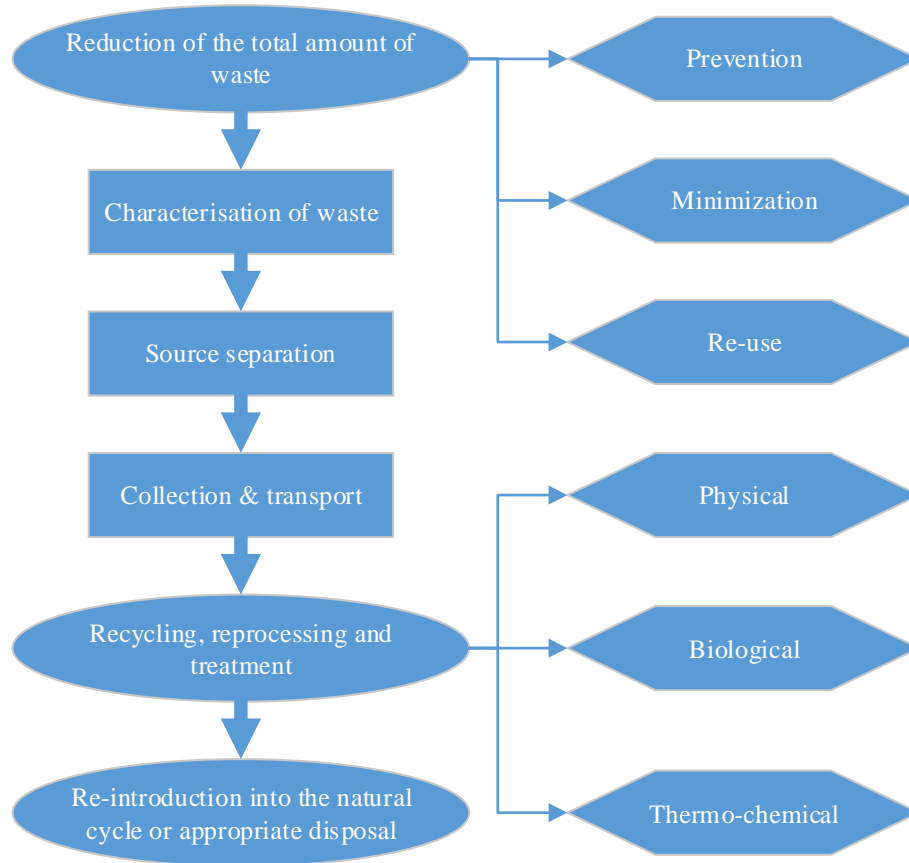 Reduction of the total amount of
waste
Prevention
Minimization
Re-use
Characterisation of waste
Source separation
Collection & transport
Recycling, reprocessing and
treatment
Physical
Biological
Thermo-chemical
Re-introduction into the natural
cycle or appropriate disposal